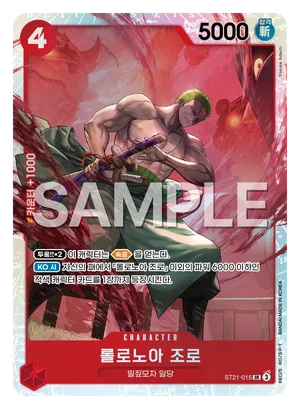 4
5000
참격
斬
카운터 +1000
SAMPLE
두웅!!×2 이 캐릭터는 속공 을 얻는다.
KO 시 자신의 패에서 「롤로노아 조로」 이외의 파워 6000 이하인
적색 캐릭터 카드를 1장까지 등장시킨다.
CHARACTER
롤로노아 조로
밀짚모자 일당
ST21-015
3